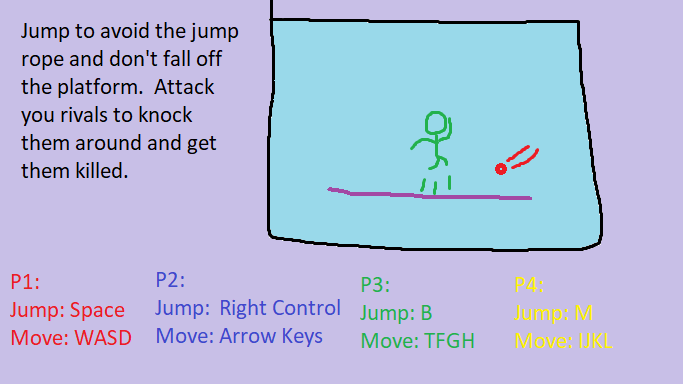 Jump to avoid the jump
rope and don't fall off
the platform.  Attack
you rivals to knock
them around and get
them killed.
P1:
Jump: Space
Move: WASD
P2:
Jump:  Right Control
Move: Arrow Keys
P3:
Jump: B
Move: TFGH
P4:
Jump: M
Move: IJKL